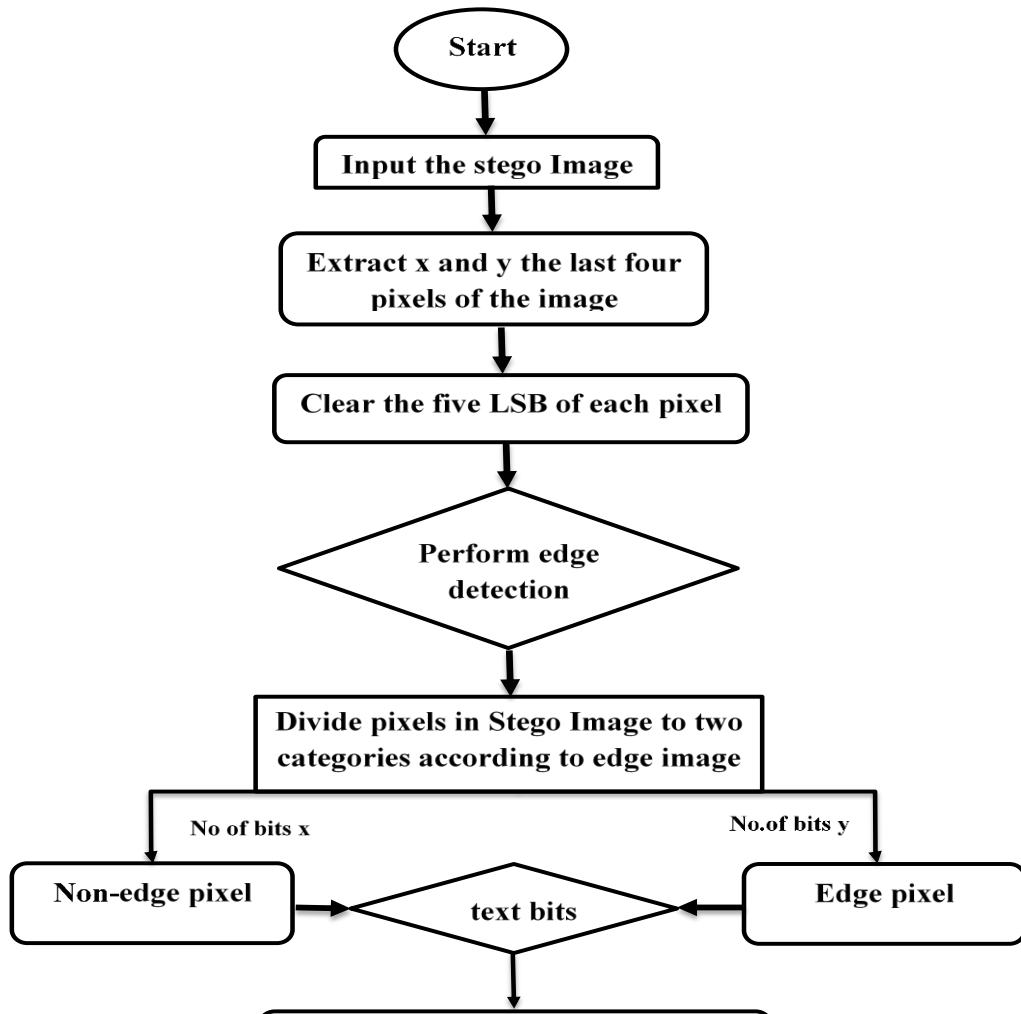 Start
Input the stego Image
Extract x and y the last four
pixels of the image
Clear the five LSB of each pixel
Perform edge
detection
Divide pixels in Stego Image to two
categories according to edge image
No of bits x
No.of bits y
Non-edge pixel
text bits
Edge pixel